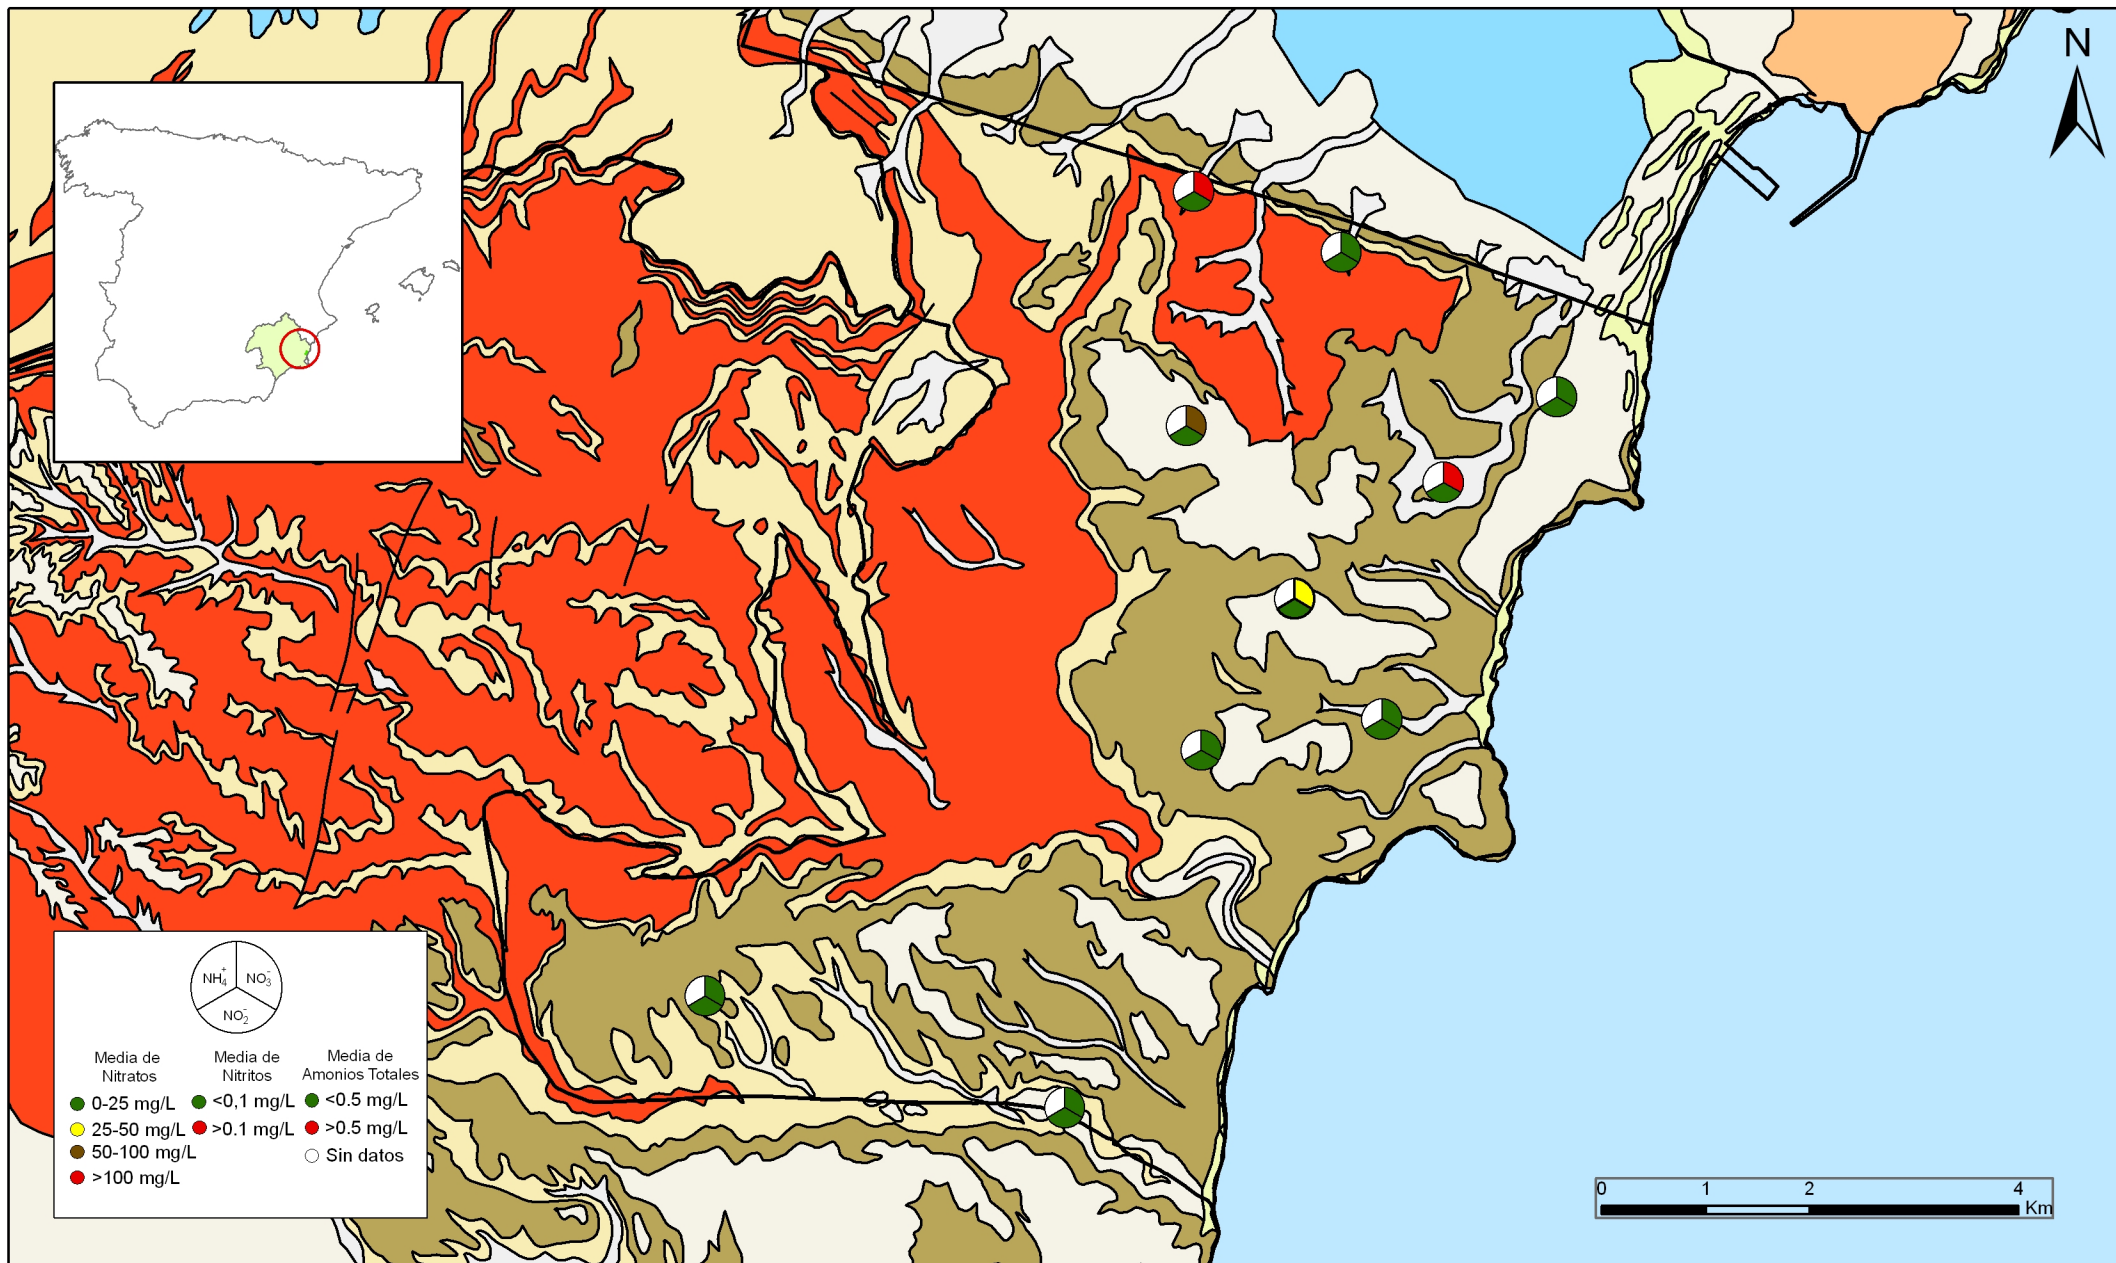 N
NH4+ NO3-
NO2-
Media de Nitratos
0-25 mg/L
25-50 mg/L
50-100 mg/L
>100 mg/L
Media de Nitritos
<0,1 mg/L
>0.1 mg/L
Media de Amonios Totales
<0.5 mg/L
>0.5 mg/L
Sin datos
0 1 2 4
Km